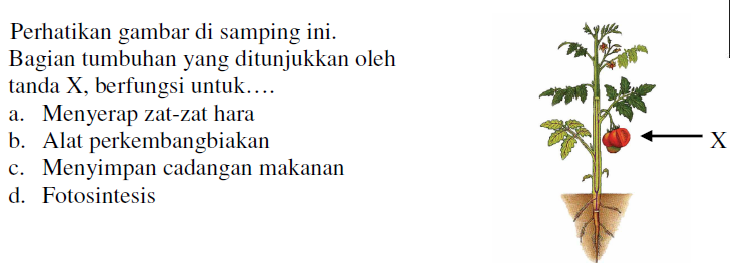 Perhatikan gambar di samping ini.
Bagian tumbuhan yang ditunjukkan oleh
tanda X, berfungsi untuk….
a. Menyerap zat-zat hara
b. Alat perkembangbiakan
c. Menyimpan cadangan makanan
d. Fotosintesis
X